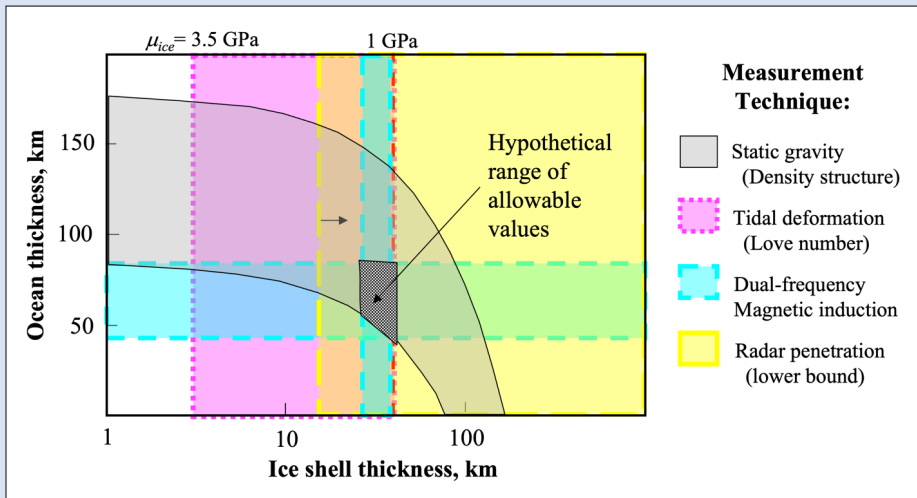 μice= 3.5 GPa
1 GPa
150
100
50
1
10
100
Ocean thickness, km
Ice shell thickness, km
Hypothetical
range of
allowable
values
Measurement
Technique:
Static gravity
(Density structure)
Tidal deformation
(Love number)
Dual-frequency
Magnetic induction
Radar penetration
(lower bound)